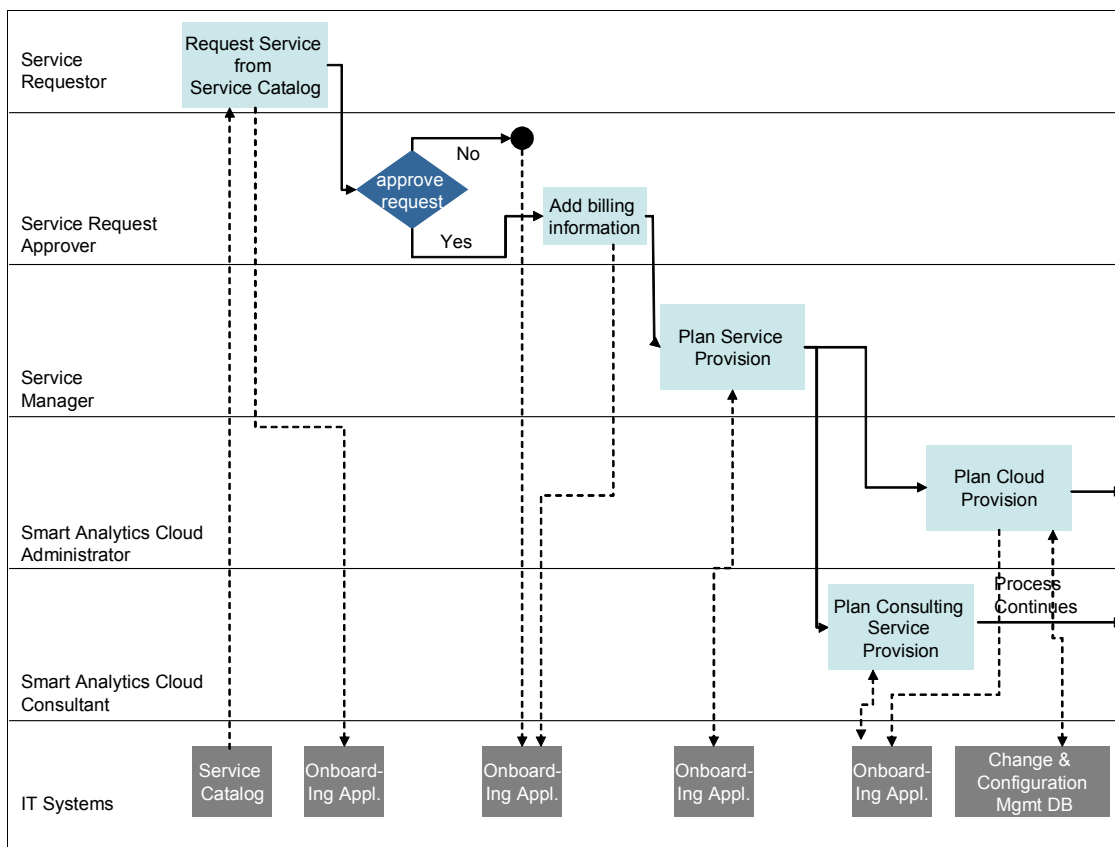 Service
Requestor
Request Service
from
Service Catalog
No
approve
request
Yes
Add billing
information
Service Request
Approver
Plan Service
Provision
Service
Manager
Plan Cloud
Provision
Smart Analytics Cloud
Administrator
Process
Continues
Plan Consulting
Service
Provision
Smart Analytics Cloud
Consultant
IT Systems
Service
Catalog
Onboard-
Ing Appl.
Onboard-
Ing Appl.
Onboard-
Ing Appl.
Onboard-
Ing Appl.
Change &
Configuration
Mgmt DB